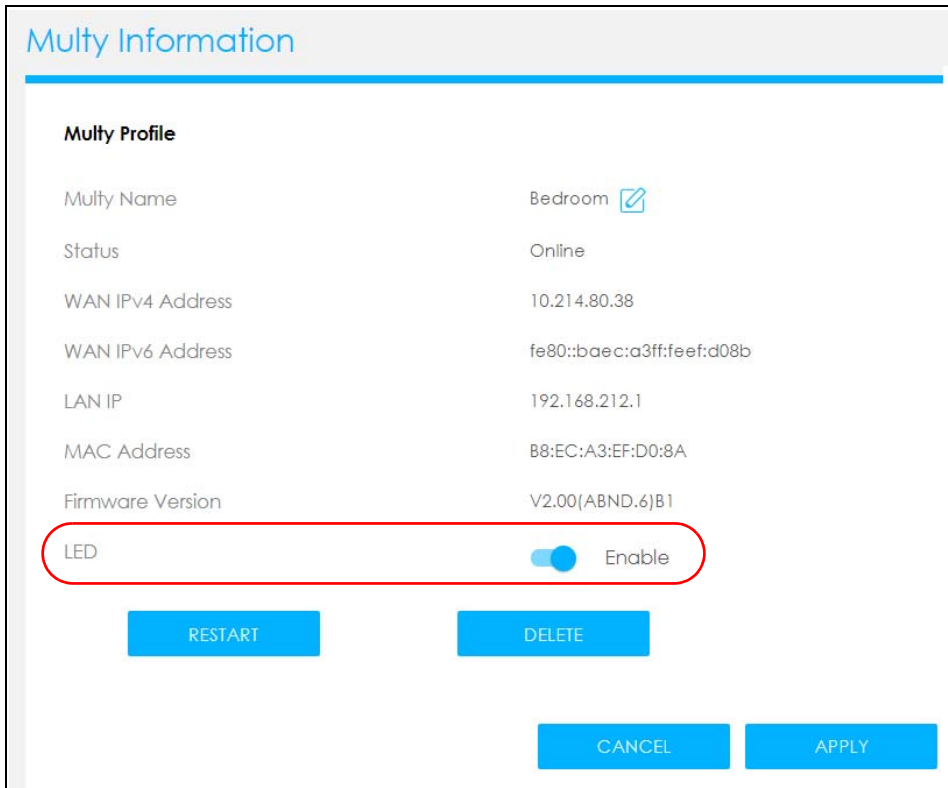 Multy Information
Multy Profile
Multy Name Bedroom
Status Online
WAN IPv4 Address 10.214.80.38
WAN IPv6 Address fe80::baec:a3ff:feef:d08b
LAN IP 192.168.212.1
MAC Address B8:EC:A3:EF:D0:8A
Firmware Version V2.00(ABND.6)B1
LED Enable
RESTART DELETE
CANCEL APPLY